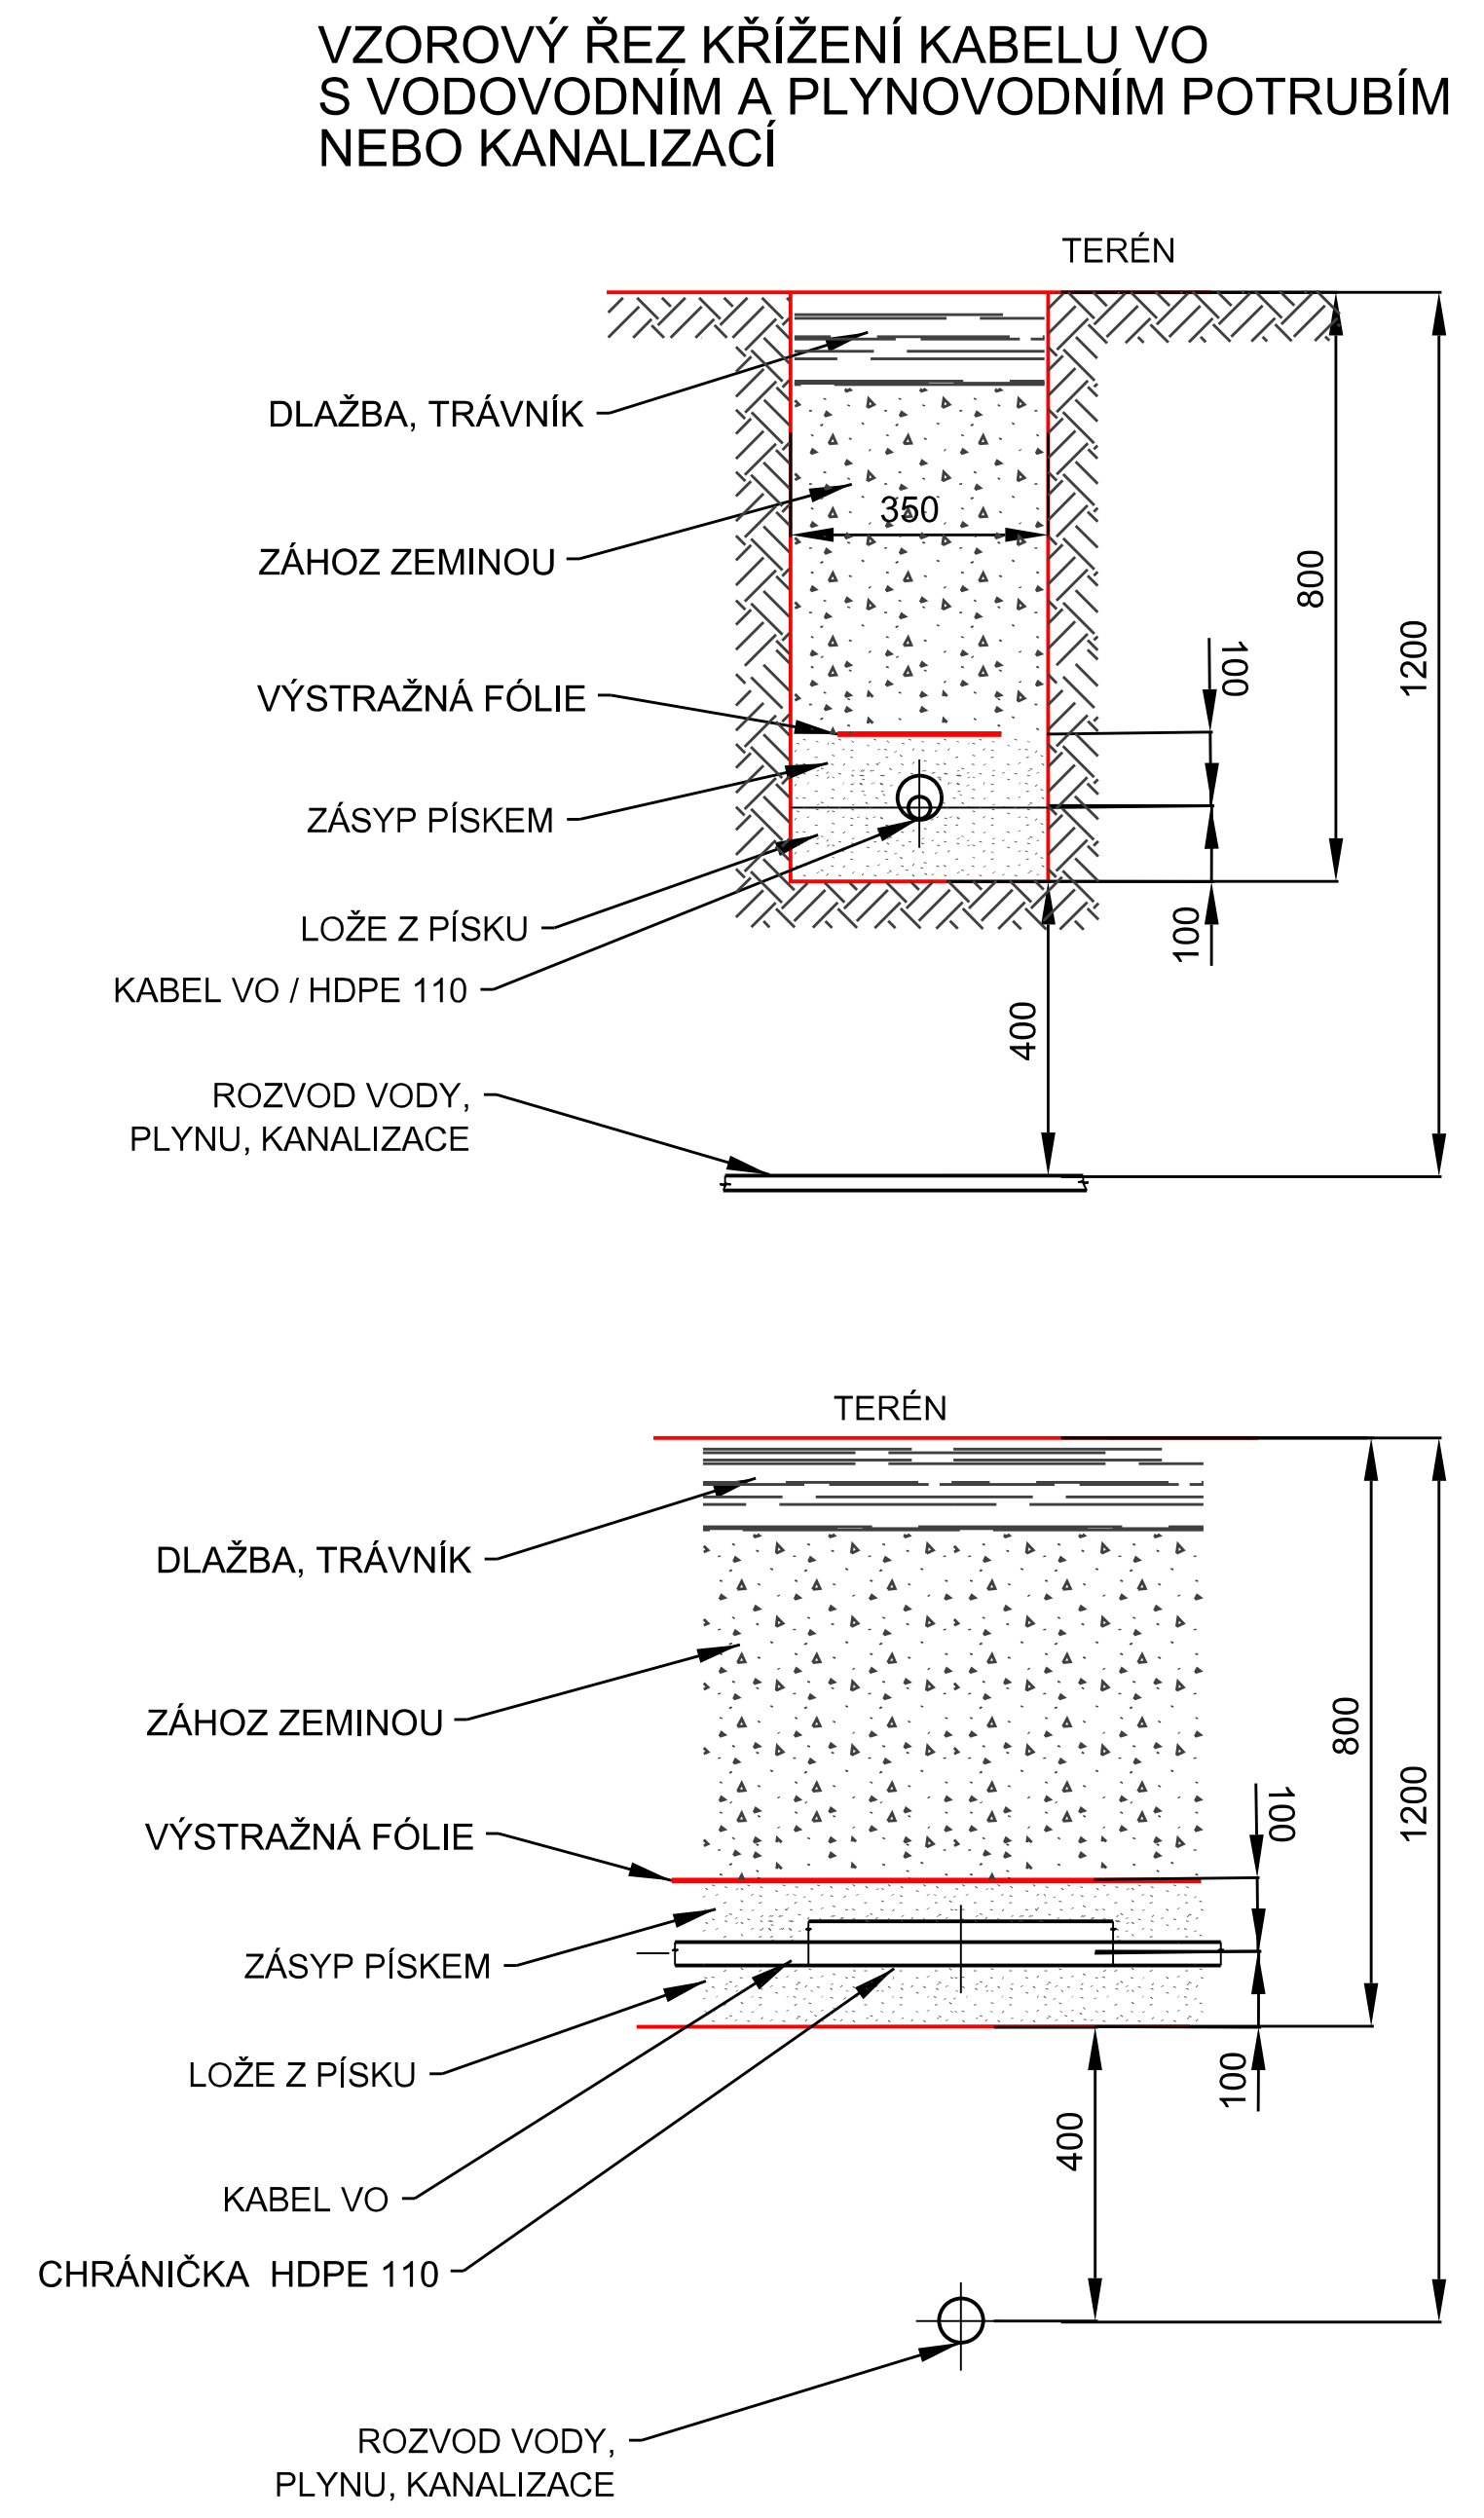 VZOROVÝ ŘEZ KŘÍŽENÍ KABELU VO
S VODOVODNÍM A PLYNOVODNÍM POTRUBÍM
NEBO KANALIZACÍ
TERÉN
DLAŽBA, TRÁVNÍK
350
ZÁHOZ ZEMINOU
800
1200
100
VÝSTRAŽNÁ FÓLIE
ZÁSYP PÍSKEM
LOŽE Z PÍSKU
100
KABEL VO / HDPE 110
400
ROZVOD VODY,
PLYNU, KANALIZACE
TERÉN
DLAŽBA, TRÁVNÍK
ZÁHOZ ZEMINOU
800
1200
100
VÝSTRAŽNÁ FÓLIE
ZÁSYP PÍSKEM
LOŽE Z PÍSKU
100
400
KABEL VO
CHRÁNIČKA HDPE 110
ROZVOD VODY,
PLYNU, KANALIZACE